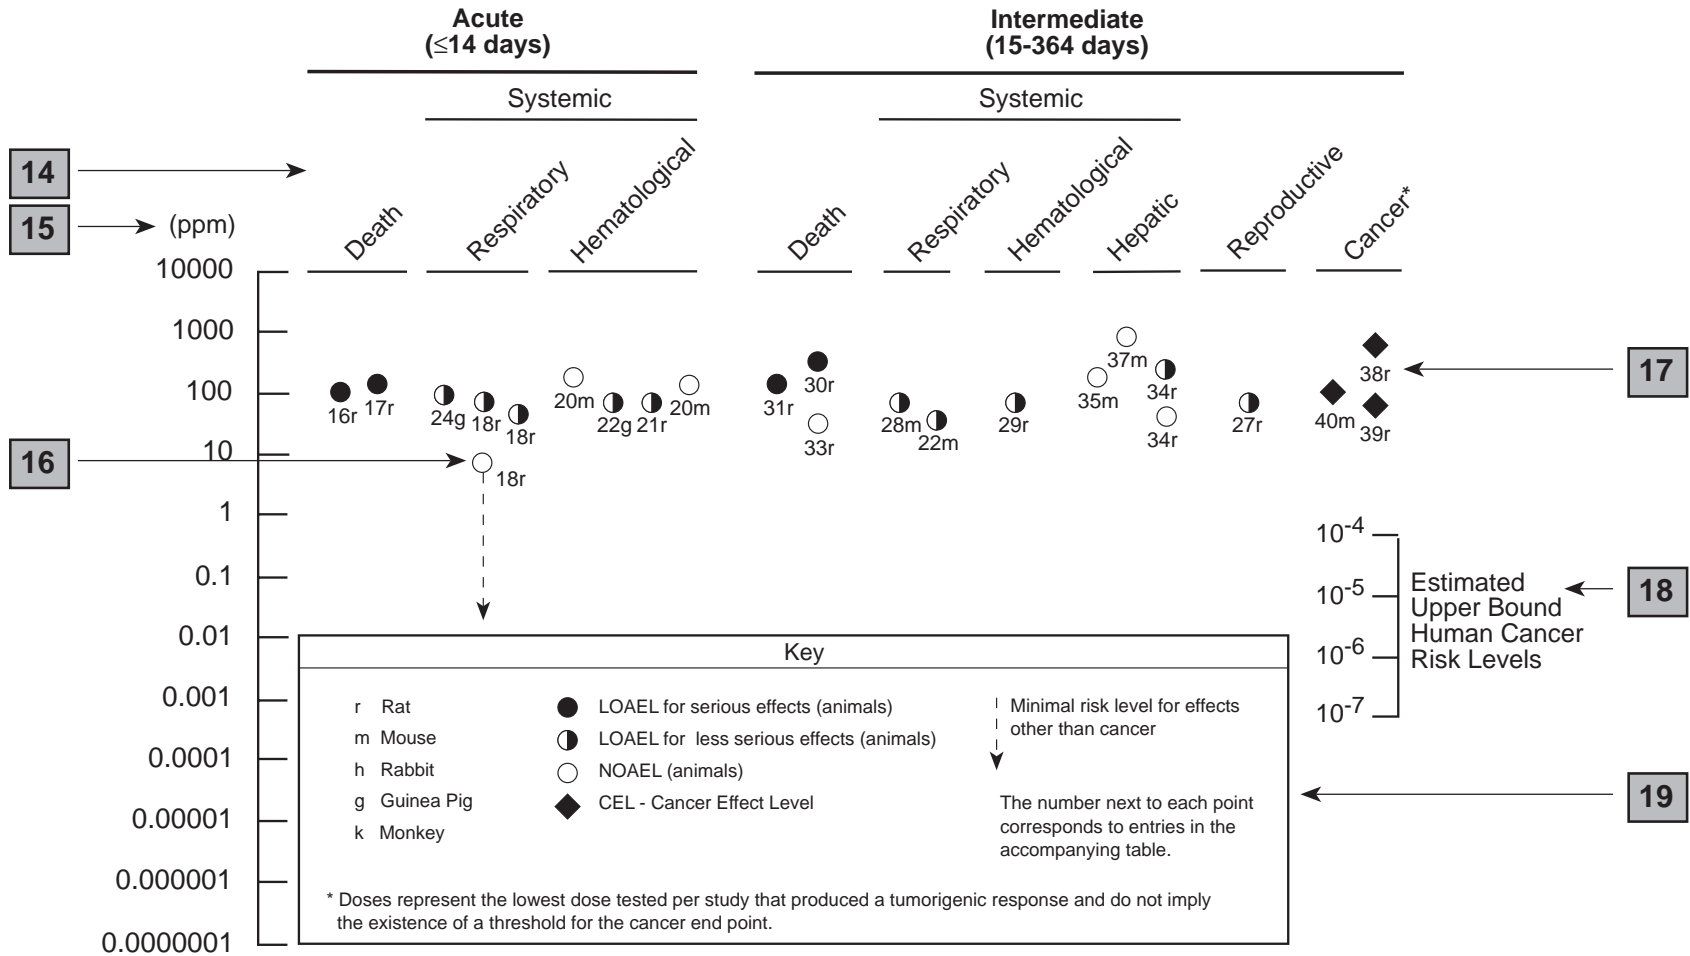 Acute
(≤14 days)
Intermediate
(15-364 days)
Systemic
Systemic
14
15
(ppm)
Death
Respiratory
Hematological
Death
Respiratory
Hematological
Hepatic
Reproductive
Cancer*
10000
1000
100
10
1
0.1
0.01
0.001
0.0001
0.00001
0.000001
0.0000001
16r
17r
24g
18r
18r
18r
20m
22g
21r
20m
31r
30r
33r
28m
22m
29r
35m
37m
34r
34r
27r
40m
38r
39r
16
17
18
19
10-4
10-5
10-6
10-7
Estimated
Upper Bound
Human Cancer
Risk Levels
Key
r Rat
m Mouse
h Rabbit
g Guinea Pig
k Monkey
LOAEL for serious effects (animals)
LOAEL for less serious effects (animals)
NOAEL (animals)
CEL - Cancer Effect Level
Minimal risk level for effects
other than cancer
The number next to each point
corresponds to entries in the
accompanying table.
* Doses represent the lowest dose tested per study that produced a tumorigenic response and do not imply
the existence of a threshold for the cancer end point.